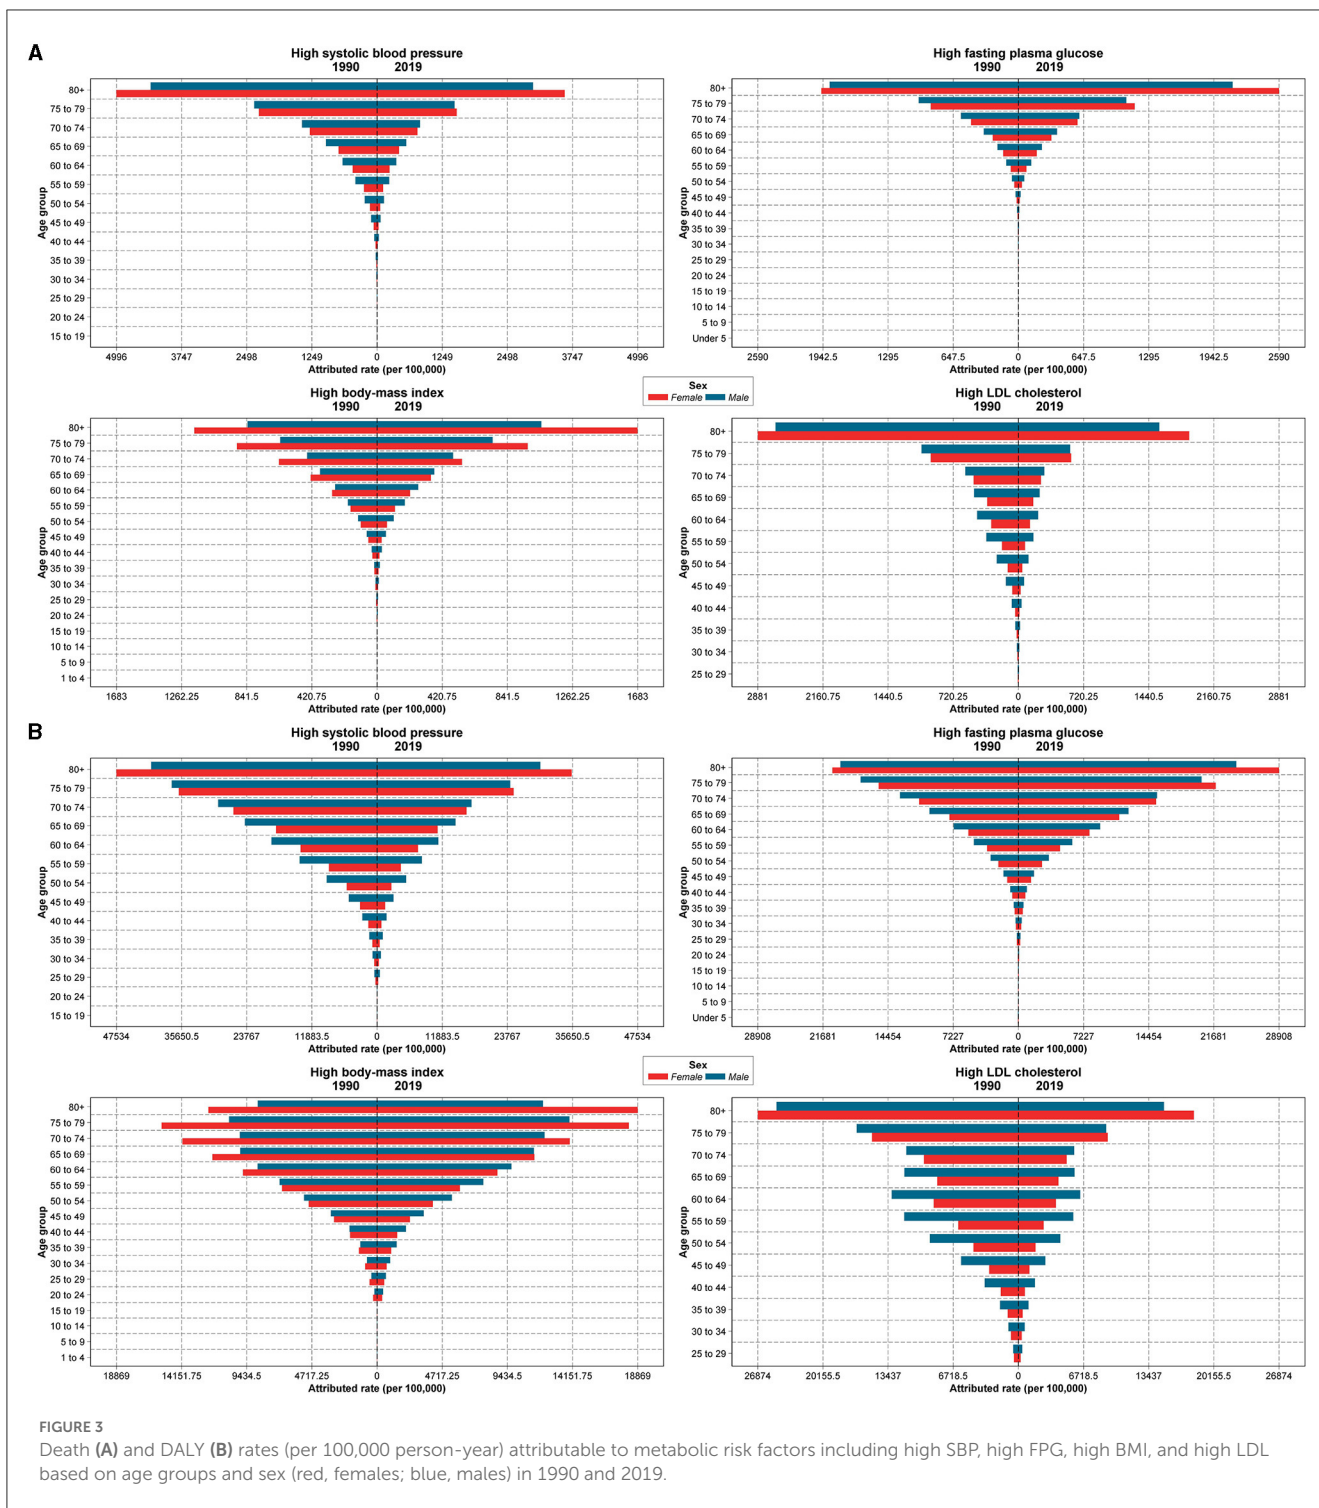 A
High systolic blood pressure
1990 2019
Age group
80+
75 to 79
70 to 74
65 to 69
60 to 64
55 to 59
50 to 54
45 to 49
40 to 44
35 to 39
30 to 34
25 to 29
20 to 24
15 to 19
4996 3747 2498 1249 0 1249 2498 3747 4996
Attributed rate (per 100,000)
High fasting plasma glucose
1990 2019
Age group
80+
75 to 79
70 to 74
65 to 69
60 to 64
55 to 59
50 to 54
45 to 49
40 to 44
35 to 39
30 to 34
25 to 29
20 to 24
15 to 19
10 to 14
5 to 9
Under 5
2590 1942.5 1295 647.5 0 647.5 1295 1942.5 2590
Attributed rate (per 100,000)
Sex
Female Male
High body-mass index
1990 2019
Age group
80+
75 to 79
70 to 74
65 to 69
60 to 64
55 to 59
50 to 54
45 to 49
40 to 44
35 to 39
30 to 34
25 to 29
20 to 24
15 to 19
10 to 14
5 to 9
1 to 4
1683 1262.25 841.5 420.75 0 420.75 841.5 1262.25 1683
Attributed rate (per 100,000)
High LDL cholesterol
1990 2019
Age group
80+
75 to 79
70 to 74
65 to 69
60 to 64
55 to 59
50 to 54
45 to 49
40 to 44
35 to 39
30 to 34
25 to 29
2881 2160.75 1440.5 720.25 0 720.25 1440.5 2160.75 2881
Attributed rate (per 100,000)
B
High systolic blood pressure
1990 2019
Age group
80+
75 to 79
70 to 74
65 to 69
60 to 64
55 to 59
50 to 54
45 to 49
40 to 44
35 to 39
30 to 34
25 to 29
20 to 24
15 to 19
47534 35650.5 23767 11883.5 0 11883.5 23767 35650.5 47534
Attributed rate (per 100,000)
High fasting plasma glucose
1990 2019
Age group
80+
75 to 79
70 to 74
65 to 69
60 to 64
55 to 59
50 to 54
45 to 49
40 to 44
35 to 39
30 to 34
25 to 29
20 to 24
15 to 19
10 to 14
5 to 9
Under 5
28908 21681 14454 7227 0 7227 14454 21681 28908
Attributed rate (per 100,000)
Sex
Female Male
High body-mass index
1990 2019
Age group
80+
75 to 79
70 to 74
65 to 69
60 to 64
55 to 59
50 to 54
45 to 49
40 to 44
35 to 39
30 to 34
25 to 29
20 to 24
15 to 19
10 to 14
5 to 9
1 to 4
18869 14151.75 9434.5 4717.25 0 4717.25 9434.5 14151.75 18869
Attributed rate (per 100,000)
High LDL cholesterol
1990 2019
Age group
80+
75 to 79
70 to 74
65 to 69
60 to 64
55 to 59
50 to 54
45 to 49
40 to 44
35 to 39
30 to 34
25 to 29
26874 20155.5 13437 6718.5 0 6718.5 13437 20155.5 26874
Attributed rate (per 100,000)
FIGURE 3
Death (A) and DALY (B) rates (per 100,000 person-year) attributable to metabolic risk factors including high SBP, high FPG, high BMI, and high LDL
based on age groups and sex (red, females; blue, males) in 1990 and 2019.